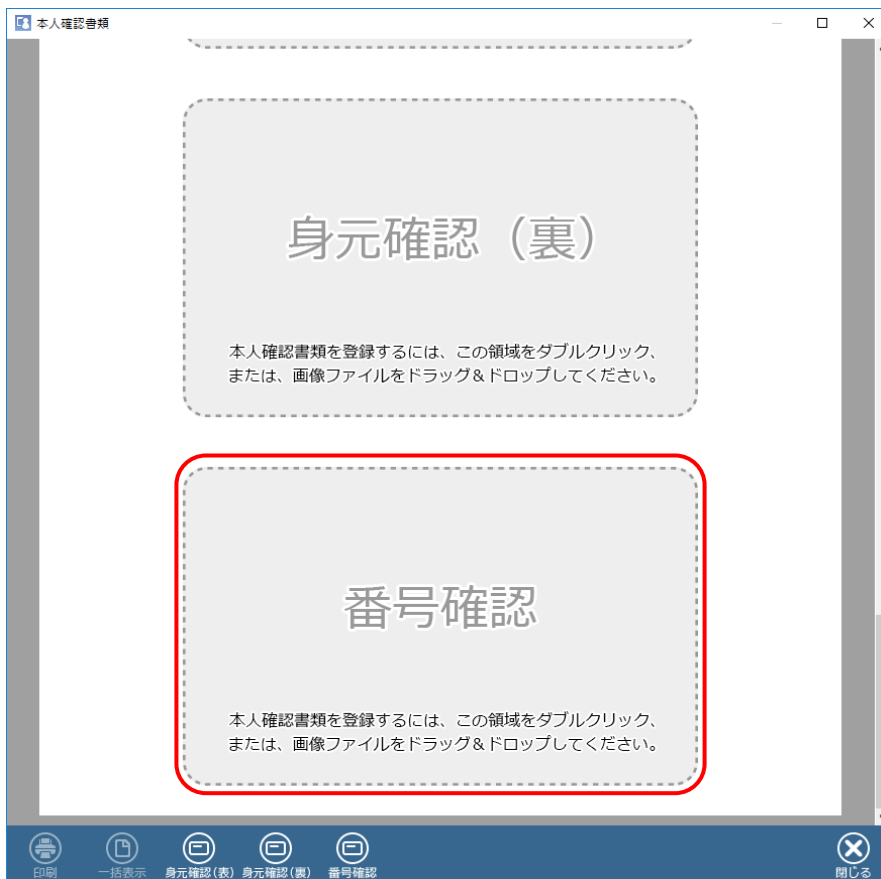 本人確認書類
身元確認（裏）
本人確認書類を登録するには、この領域をダブルクリック、
または、画像ファイルをドラッグ＆ドロップしてください。
番号確認
本人確認書類を登録するには、この領域をダブルクリック、
または、画像ファイルをドラッグ＆ドロップしてください。
印刷 一括表示 身元確認(表) 身元確認(裏) 番号確認 閉じる